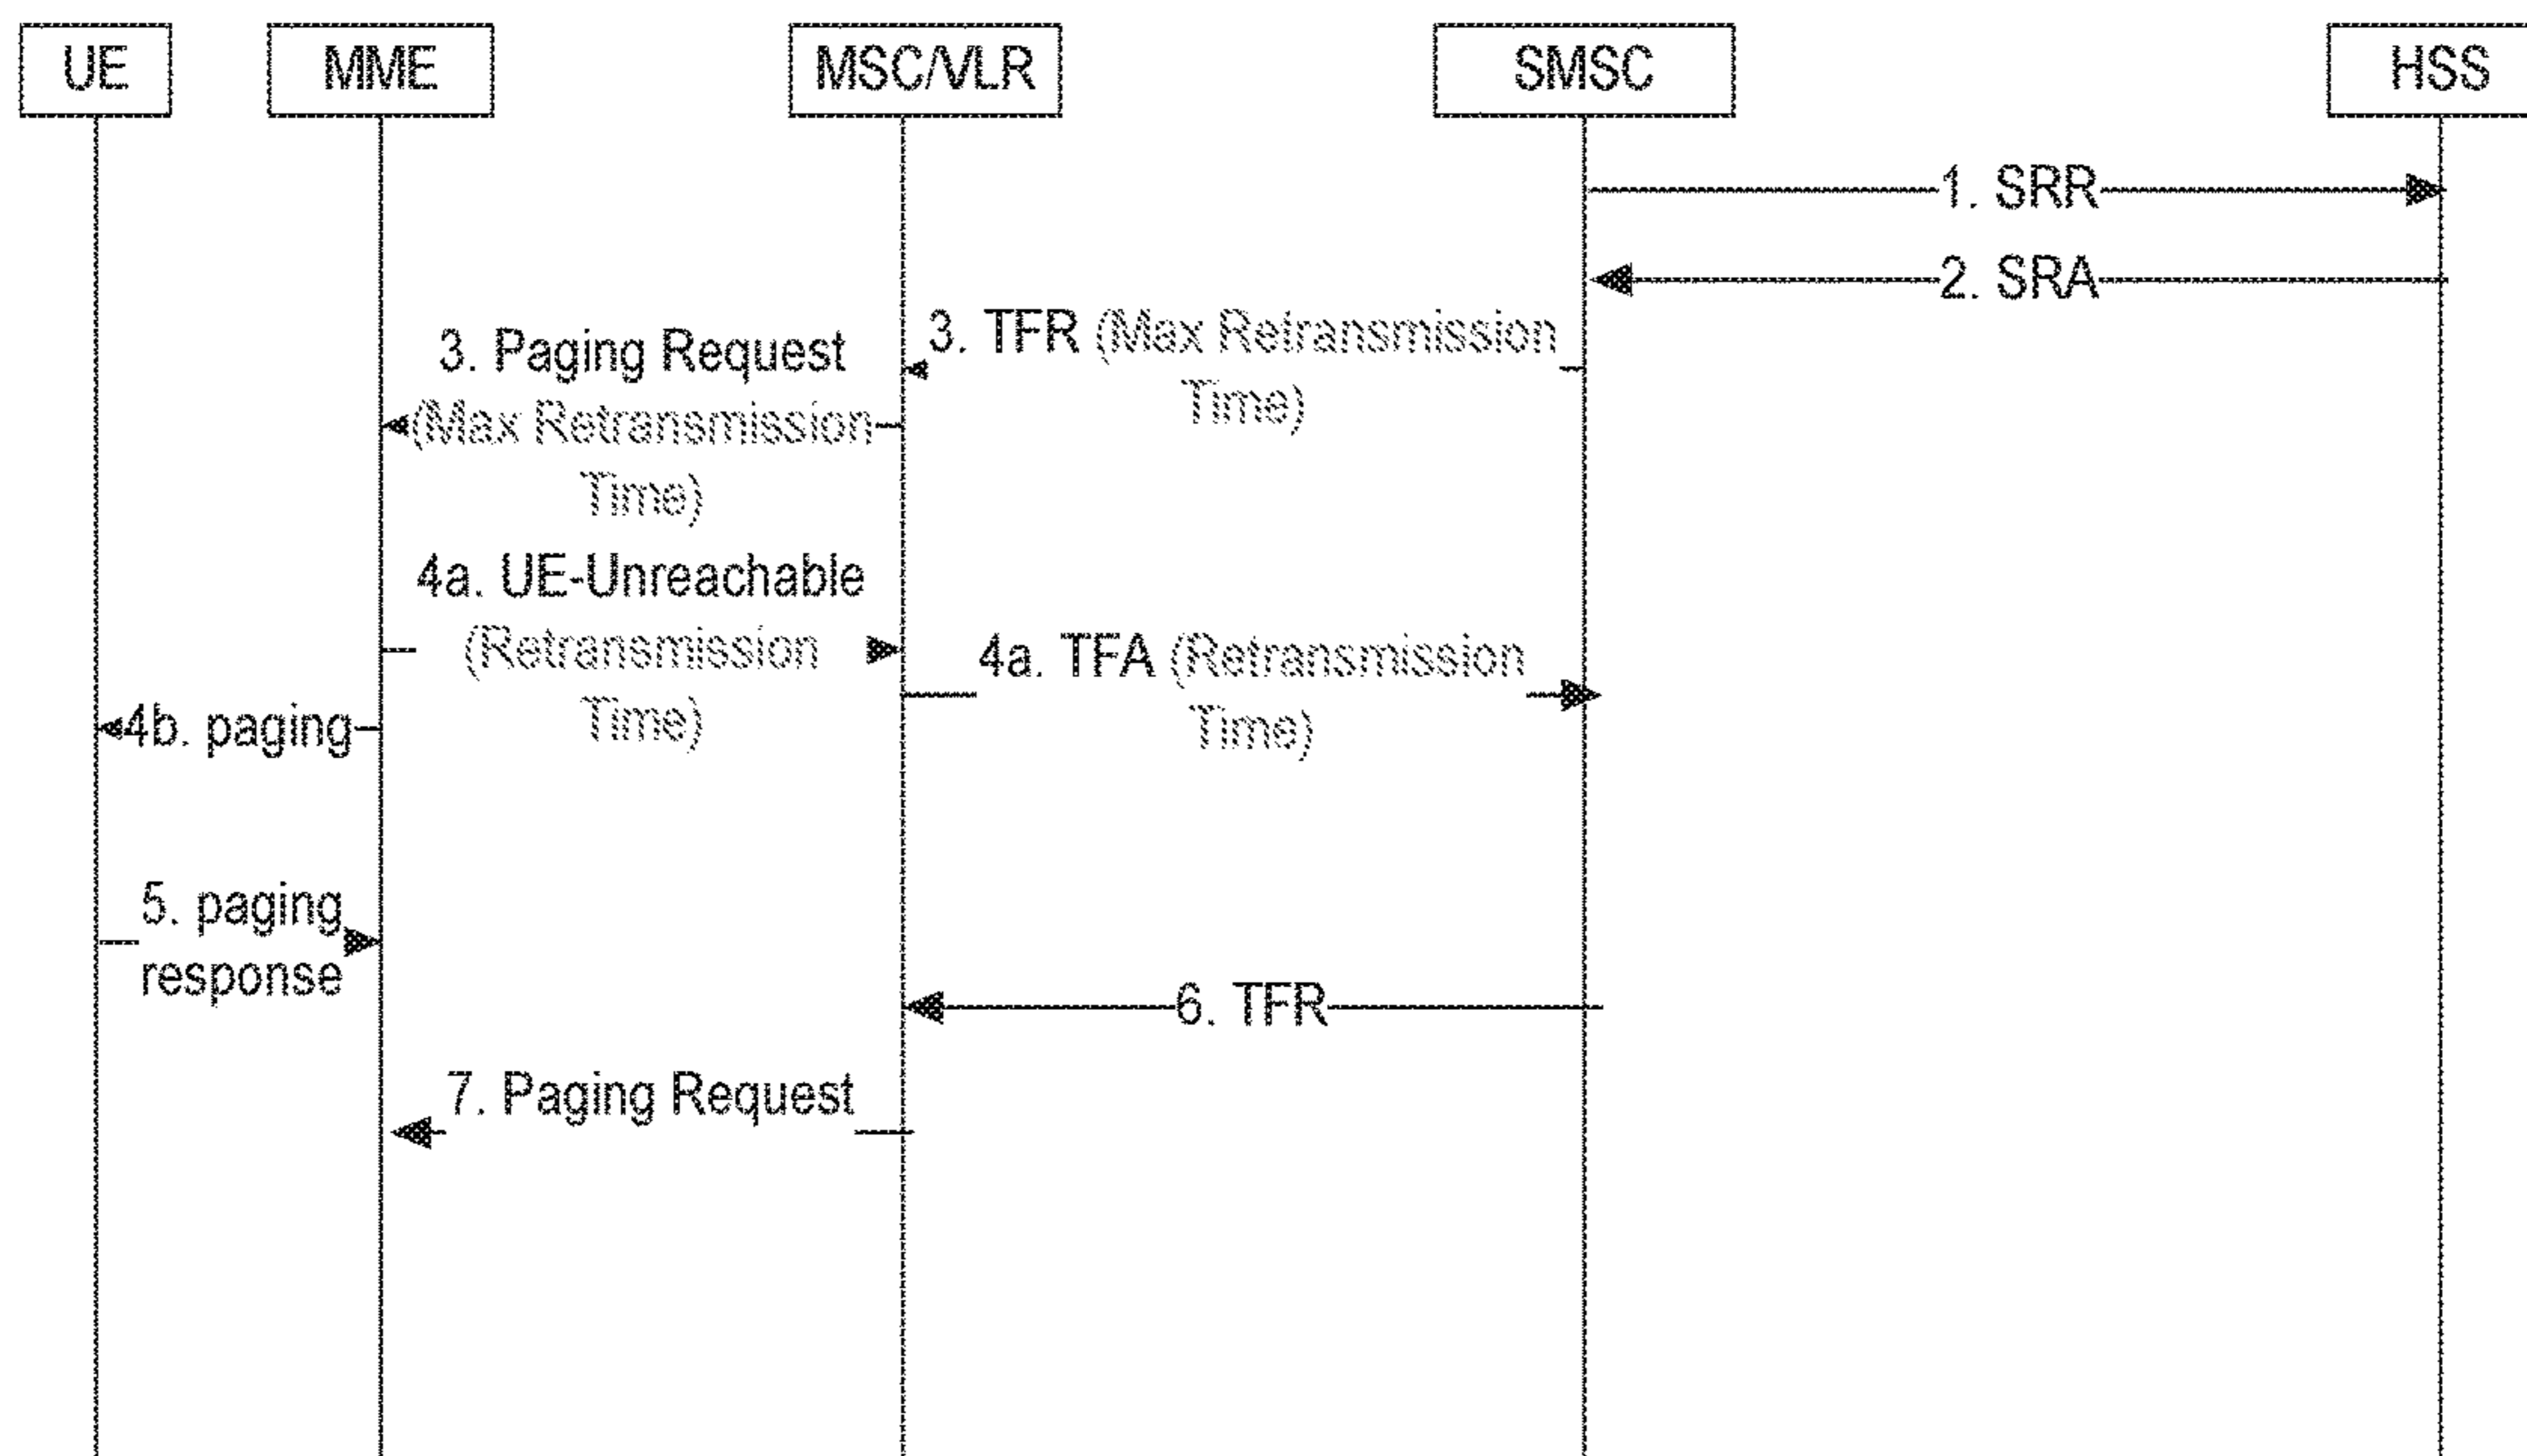 UE
MME
MSC/VLR
SMSC
HSS
1. SRR
2. SRA
3. TFR (Max Retransmission
Time)
3. Paging Request
(Max Retransmission
Time)
4a. UE-Unreachable
(Retransmission
Time)
4a. TFA (Retransmission
Time)
4b. paging
5. paging
response
6. TFR
7. Paging Request